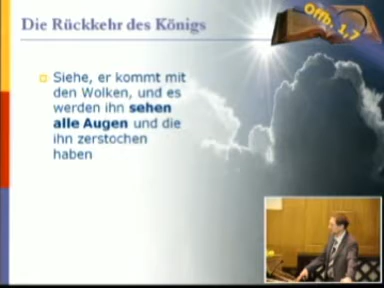 Die Rückkehr des Königs
Offb. 1,7
Siehe, er kommt mit
den Wolken, und es
werden ihn sehen
alle Augen und die
ihn zerstochen
haben